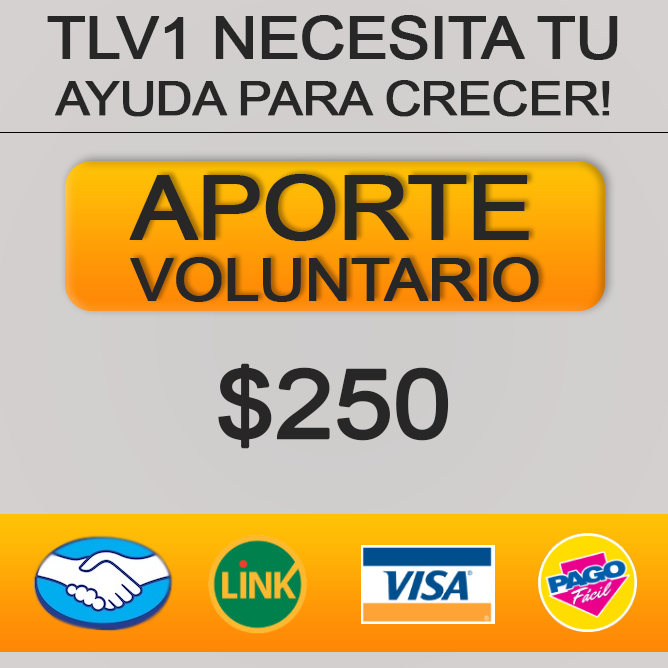 TLV1 NECESITA TU
AYUDA PARA CRECER!
APORTE
VOLUNTARIO
$250
LINK
VISA
PAGO
Fácil